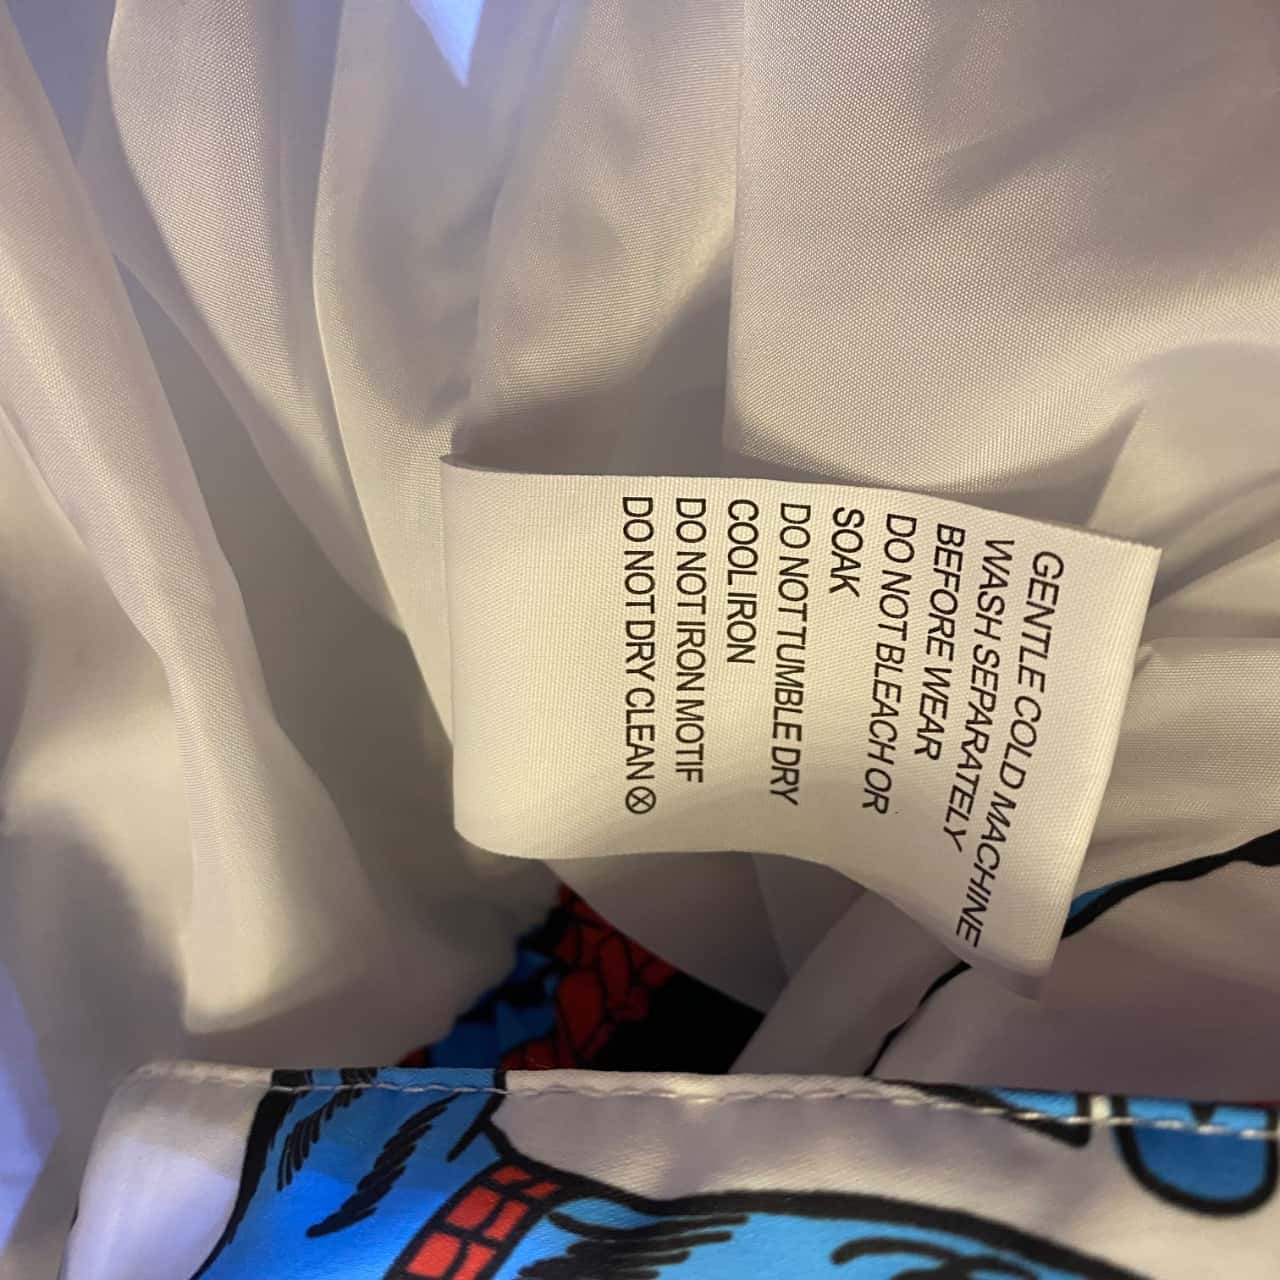 GENTLE COLD MACHINE
WASH SEPARATELY
BEFORE WEAR
DO NOT BLEACH OR
SOAK
DO NOT TUMBLE DRY
COOL IRON
DO NOT IRON MOTIF
DO NOT DRY CLEAN ⓧ